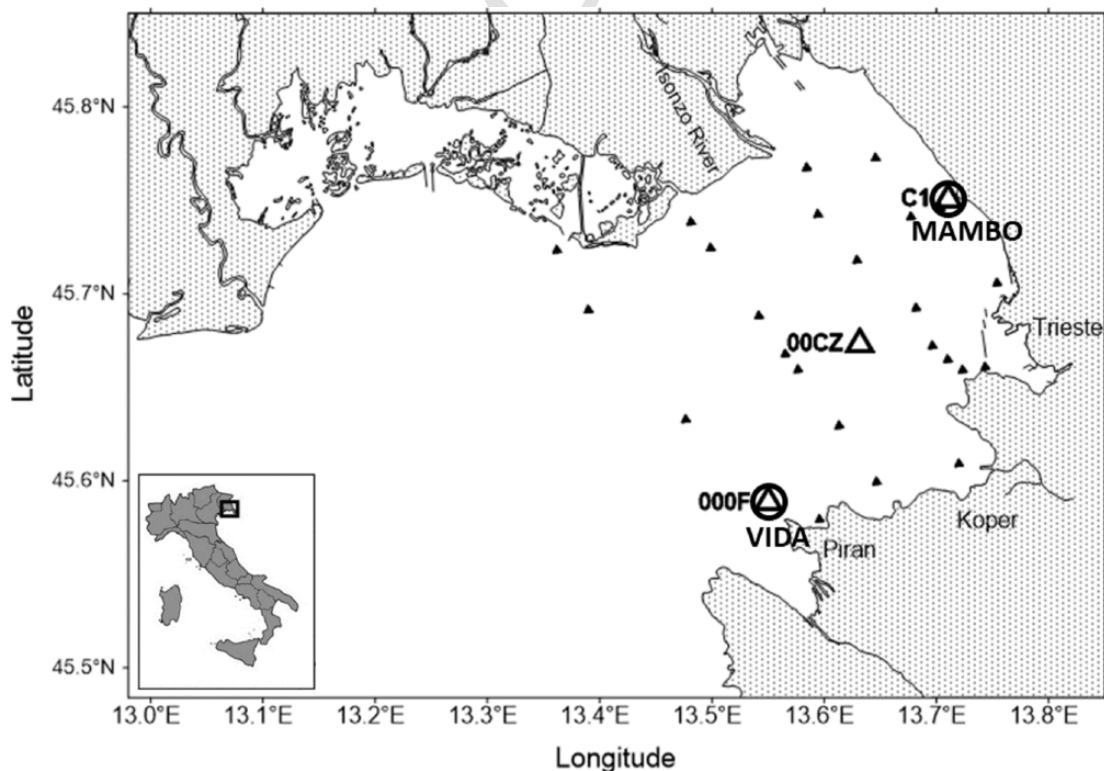 45.8°N
45.7°N
45.6°N
45.5°N
Latitude
Isonzo River
C1
MAMBO
Trieste
00CZ
000F
VIDA
Piran
Koper
13.0°E 13.1°E 13.2°E 13.3°E 13.4°E 13.5°E 13.6°E 13.7°E 13.8°E
Longitude